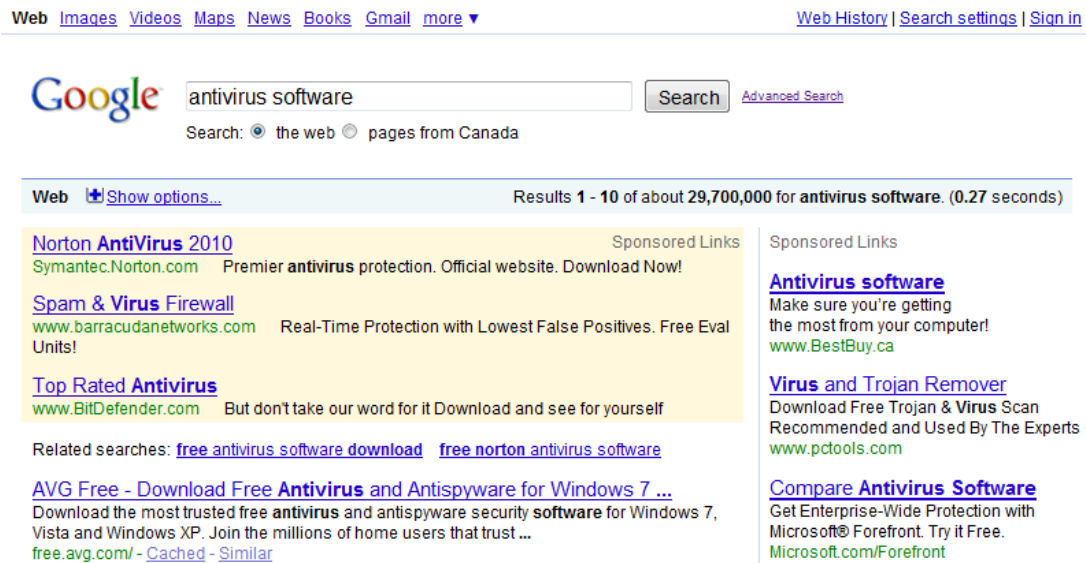 Web Images Videos Maps News Books Gmail more ▼
Web History | Search settings | Sign in
Google
antivirus software
Search
Advanced Search
Search: the web pages from Canada
Web Show options...
Results 1 - 10 of about 29,700,000 for antivirus software. (0.27 seconds)
Norton AntiVirus 2010
Sponsored Links
Symantec.Norton.com Premier antivirus protection. Official website. Download Now!
Spam & Virus Firewall
www.barracudanetworks.com Real-Time Protection with Lowest False Positives. Free Eval
Units!
Top Rated Antivirus
www.BitDefender.com But don't take our word for it Download and see for yourself
Related searches: free antivirus software download free norton antivirus software
AVG Free - Download Free Antivirus and Antispyware for Windows 7 ...
Download the most trusted free antivirus and antispyware security software for Windows 7,
Vista and Windows XP. Join the millions of home users that trust ...
free.avg.com/ - Cached - Similar
Sponsored Links
Antivirus software
Make sure you're getting
the most from your computer!
www.BestBuy.ca
Virus and Trojan Remover
Download Free Trojan & Virus Scan
Recommended and Used By The Experts
www.pctools.com
Compare Antivirus Software
Get Enterprise-Wide Protection with
Microsoft® Forefront. Try it Free.
Microsoft.com/Forefront